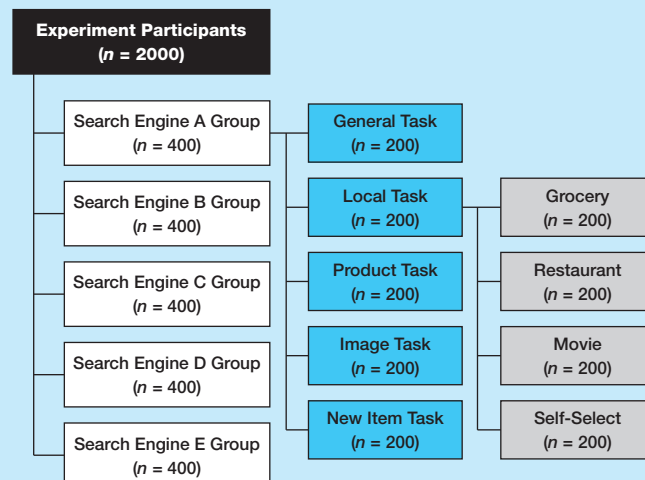 Experiment Participants
(n = 2000)
Search Engine A Group
(n = 400)
Search Engine B Group
(n = 400)
Search Engine C Group
(n = 400)
Search Engine D Group
(n = 400)
Search Engine E Group
(n = 400)
General Task
(n = 200)
Local Task
(n = 200)
Product Task
(n = 200)
Image Task
(n = 200)
New Item Task
(n = 200)
Grocery
(n = 200)
Restaurant
(n = 200)
Movie
(n = 200)
Self-Select
(n = 200)